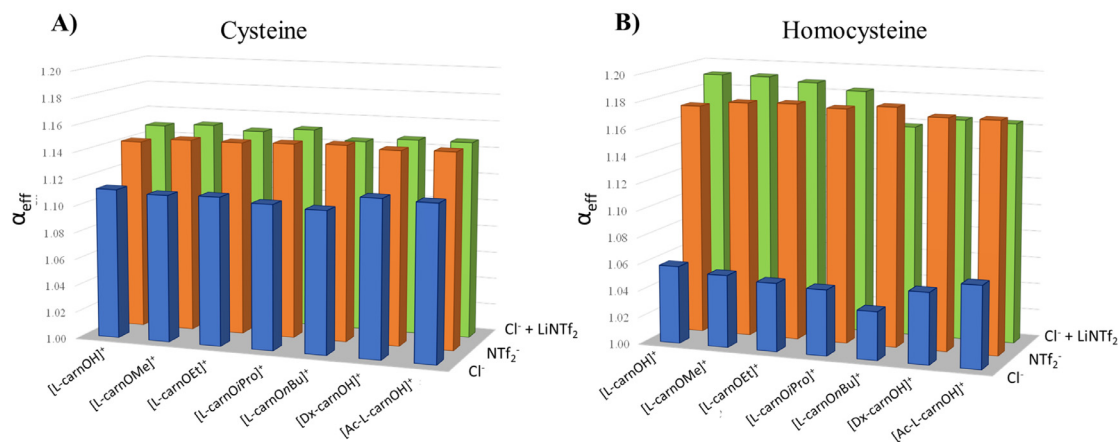 A)
Cysteine
1.20
1.18
1.16
1.14
1.12
1.10
1.08
1.06
1.04
1.02
1.00
αeff
[L-carnOH]⁺
[L-carnOMe]⁺
[L-carnOEt]⁺
[L-carnOiPro]⁺
[L-carnOnBu]⁺
[Dx-carnOH]⁺
[Ac-L-carnOH]⁺
Cl⁻ + LiNTf₂
NTf₂⁻
Cl⁻
B)
Homocysteine
1.20
1.18
1.16
1.14
1.12
1.10
1.08
1.06
1.04
1.02
1.00
αeff
[L-carnOH]⁺
[L-carnOMe]⁺
[L-carnOEt]⁺
[L-carnOiPro]⁺
[L-carnOnBu]⁺
[Dx-carnOH]⁺
[Ac-L-carnOH]⁺
Cl⁻ + LiNTf₂
NTf₂⁻
Cl⁻